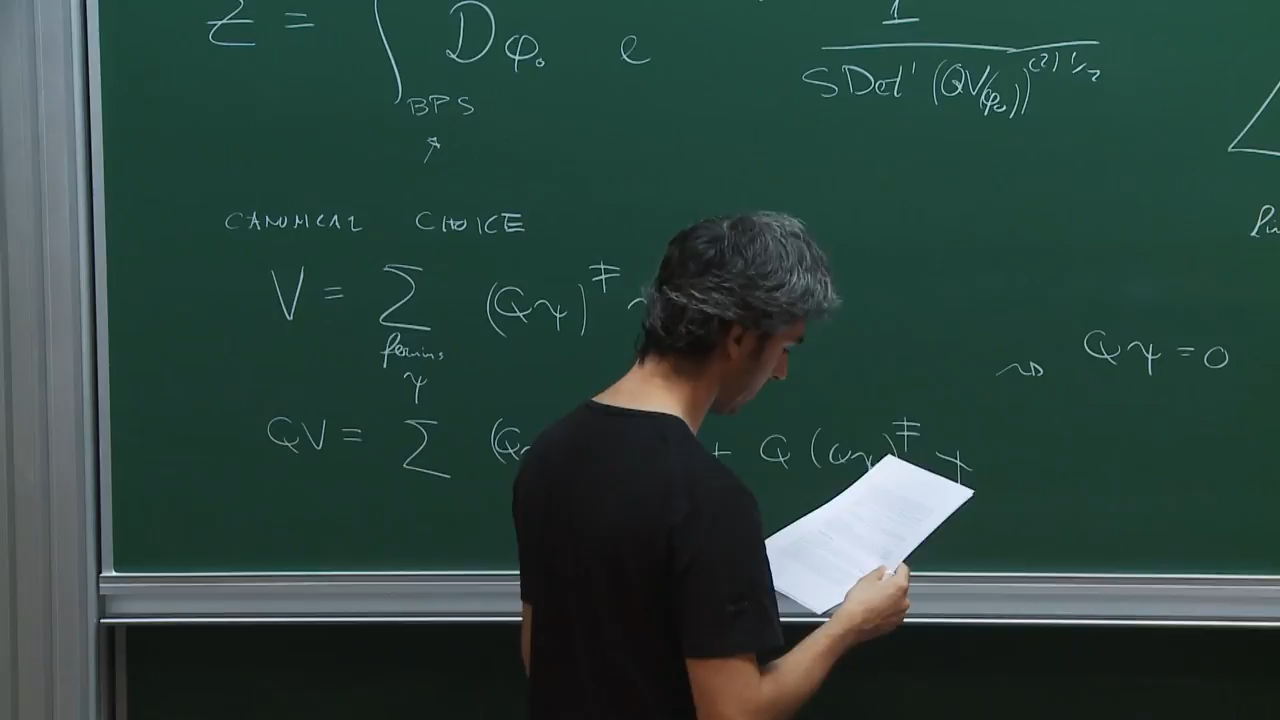 Z = ∫ Dφ₀ e 1
BPS SDet' (QV(φ₀))^(2) 1/2
↗
CANONICAL CHOICE
V = Σ (Qψ)^‡
fermions
ψ
⇝ Qψ = 0
QV = Σ (Q + Q (Qψ)^‡ ψ